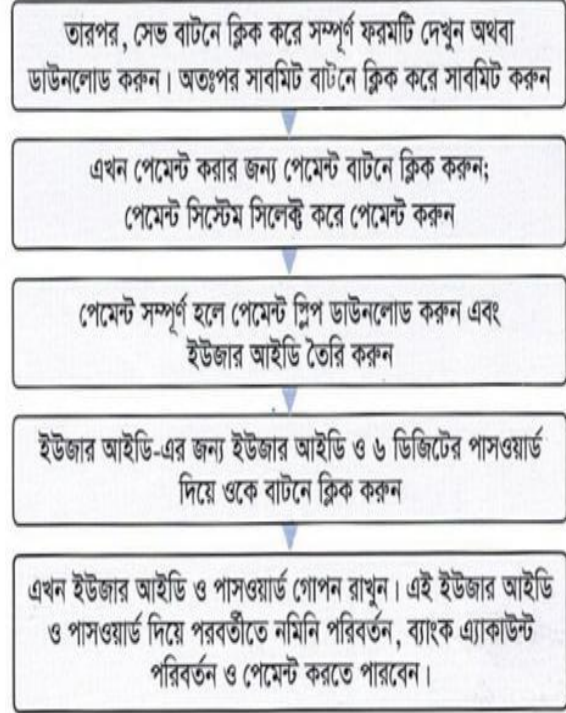 তারপর, সেভ বাটনে ক্লিক করে সম্পূর্ণ ফরমটি দেখুন অথবা
ডাউনলোড করুন। অতঃপর সাবমিট বাটনে ক্লিক করে সাবমিট করুন
এখন পেমেন্ট করার জন্য পেমেন্ট বাটনে ক্লিক করুন;
পেমেন্ট সিস্টেম সিলেক্ট করে পেমেন্ট করুন
পেমেন্ট সম্পূর্ণ হলে পেমেন্ট স্লিপ ডাউনলোড করুন এবং
ইউজার আইডি তৈরি করুন
ইউজার আইডি-এর জন্য ইউজার আইডি ও ৬ ডিজিটের পাসওয়ার্ড
দিয়ে ওকে বাটনে ক্লিক করুন
এখন ইউজার আইডি ও পাসওয়ার্ড গোপন রাখুন। এই ইউজার আইডি
ও পাসওয়ার্ড দিয়ে পরবর্তীতে নমিনি পরিবর্তন, ব্যাংক এ্যাকাউন্ট
পরিবর্তন ও পেমেন্ট করতে পারবেন।